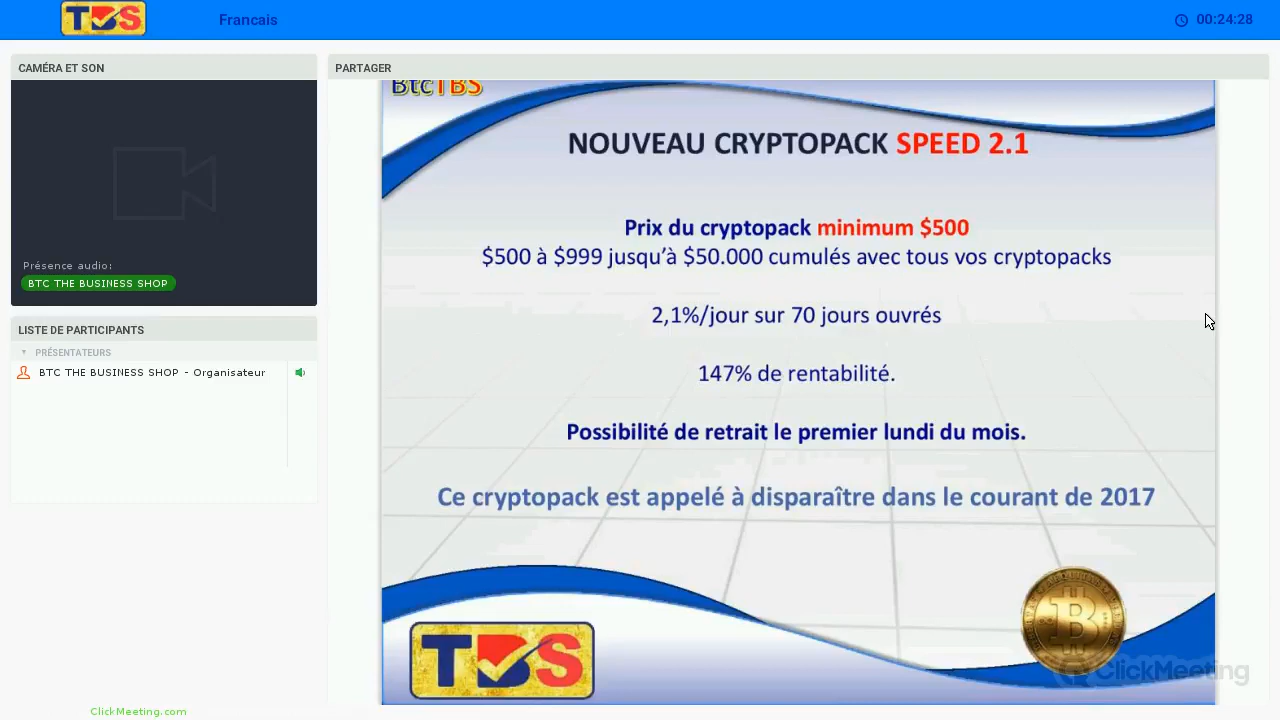 TBS
Francais
00:24:28
CAMÉRA ET SON
Présence audio:
BTC THE BUSINESS SHOP
LISTE DE PARTICIPANTS
PRÉSENTATEURS
BTC THE BUSINESS SHOP - Organisateur
PARTAGER
BtcTBS
NOUVEAU CRYPTOPACK SPEED 2.1
Prix du cryptopack minimum $500
$500 à $999 jusqu’à $50.000 cumulés avec tous vos cryptopacks
2,1%/jour sur 70 jours ouvrés
147% de rentabilité.
Possibilité de retrait le premier lundi du mois.
Ce cryptopack est appelé à disparaître dans le courant de 2017
TBS
ClickMeeting
ClickMeeting.com